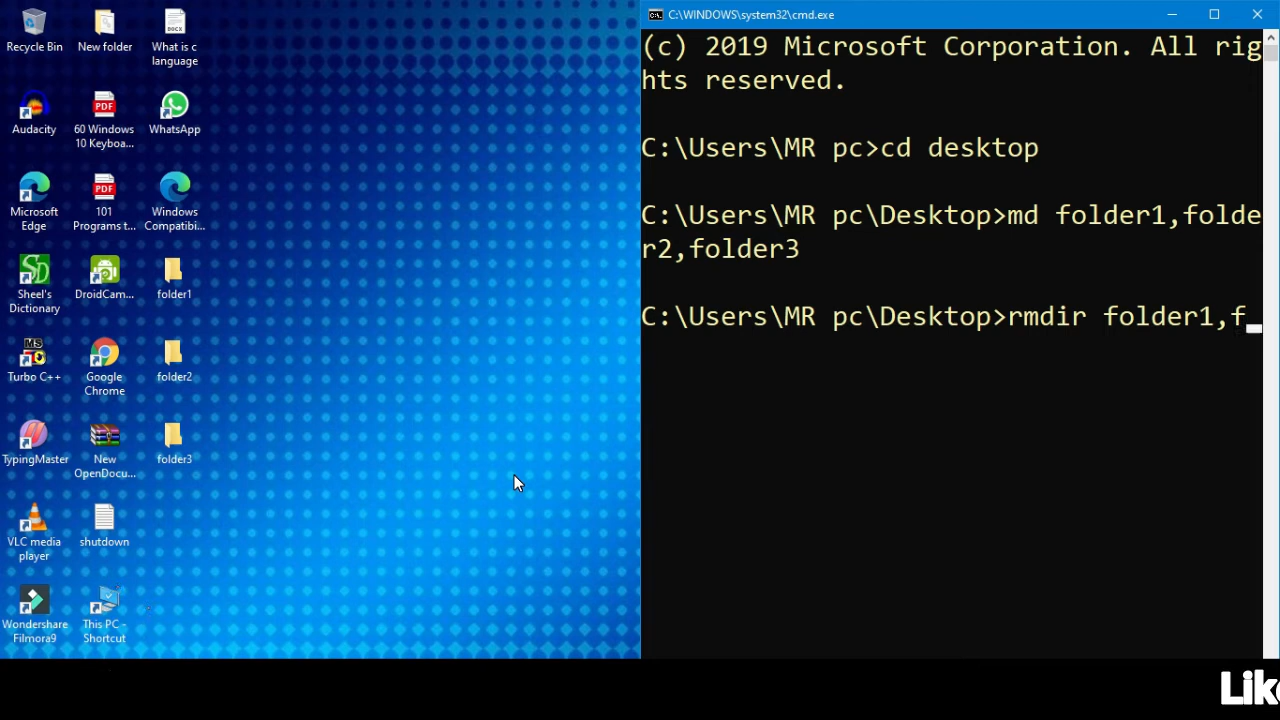 Recycle Bin
New folder
What is c
language
Audacity
60 Windows
10 Keyboa...
WhatsApp
Microsoft
Edge
101
Programs t...
Windows
Compatibi...
Sheel's
Dictionary
DroidCam...
folder1
Turbo C++
Google
Chrome
folder2
TypingMaster
New
OpenDocu...
folder3
VLC media
player
shutdown
Wondershare
Filmora9
This PC -
Shortcut
C:\WINDOWS\system32\cmd.exe
(c) 2019 Microsoft Corporation. All rig
hts reserved.
C:\Users\MR pc>cd desktop
C:\Users\MR pc\Desktop>md folder1,folde
r2,folder3
C:\Users\MR pc\Desktop>rmdir folder1,f